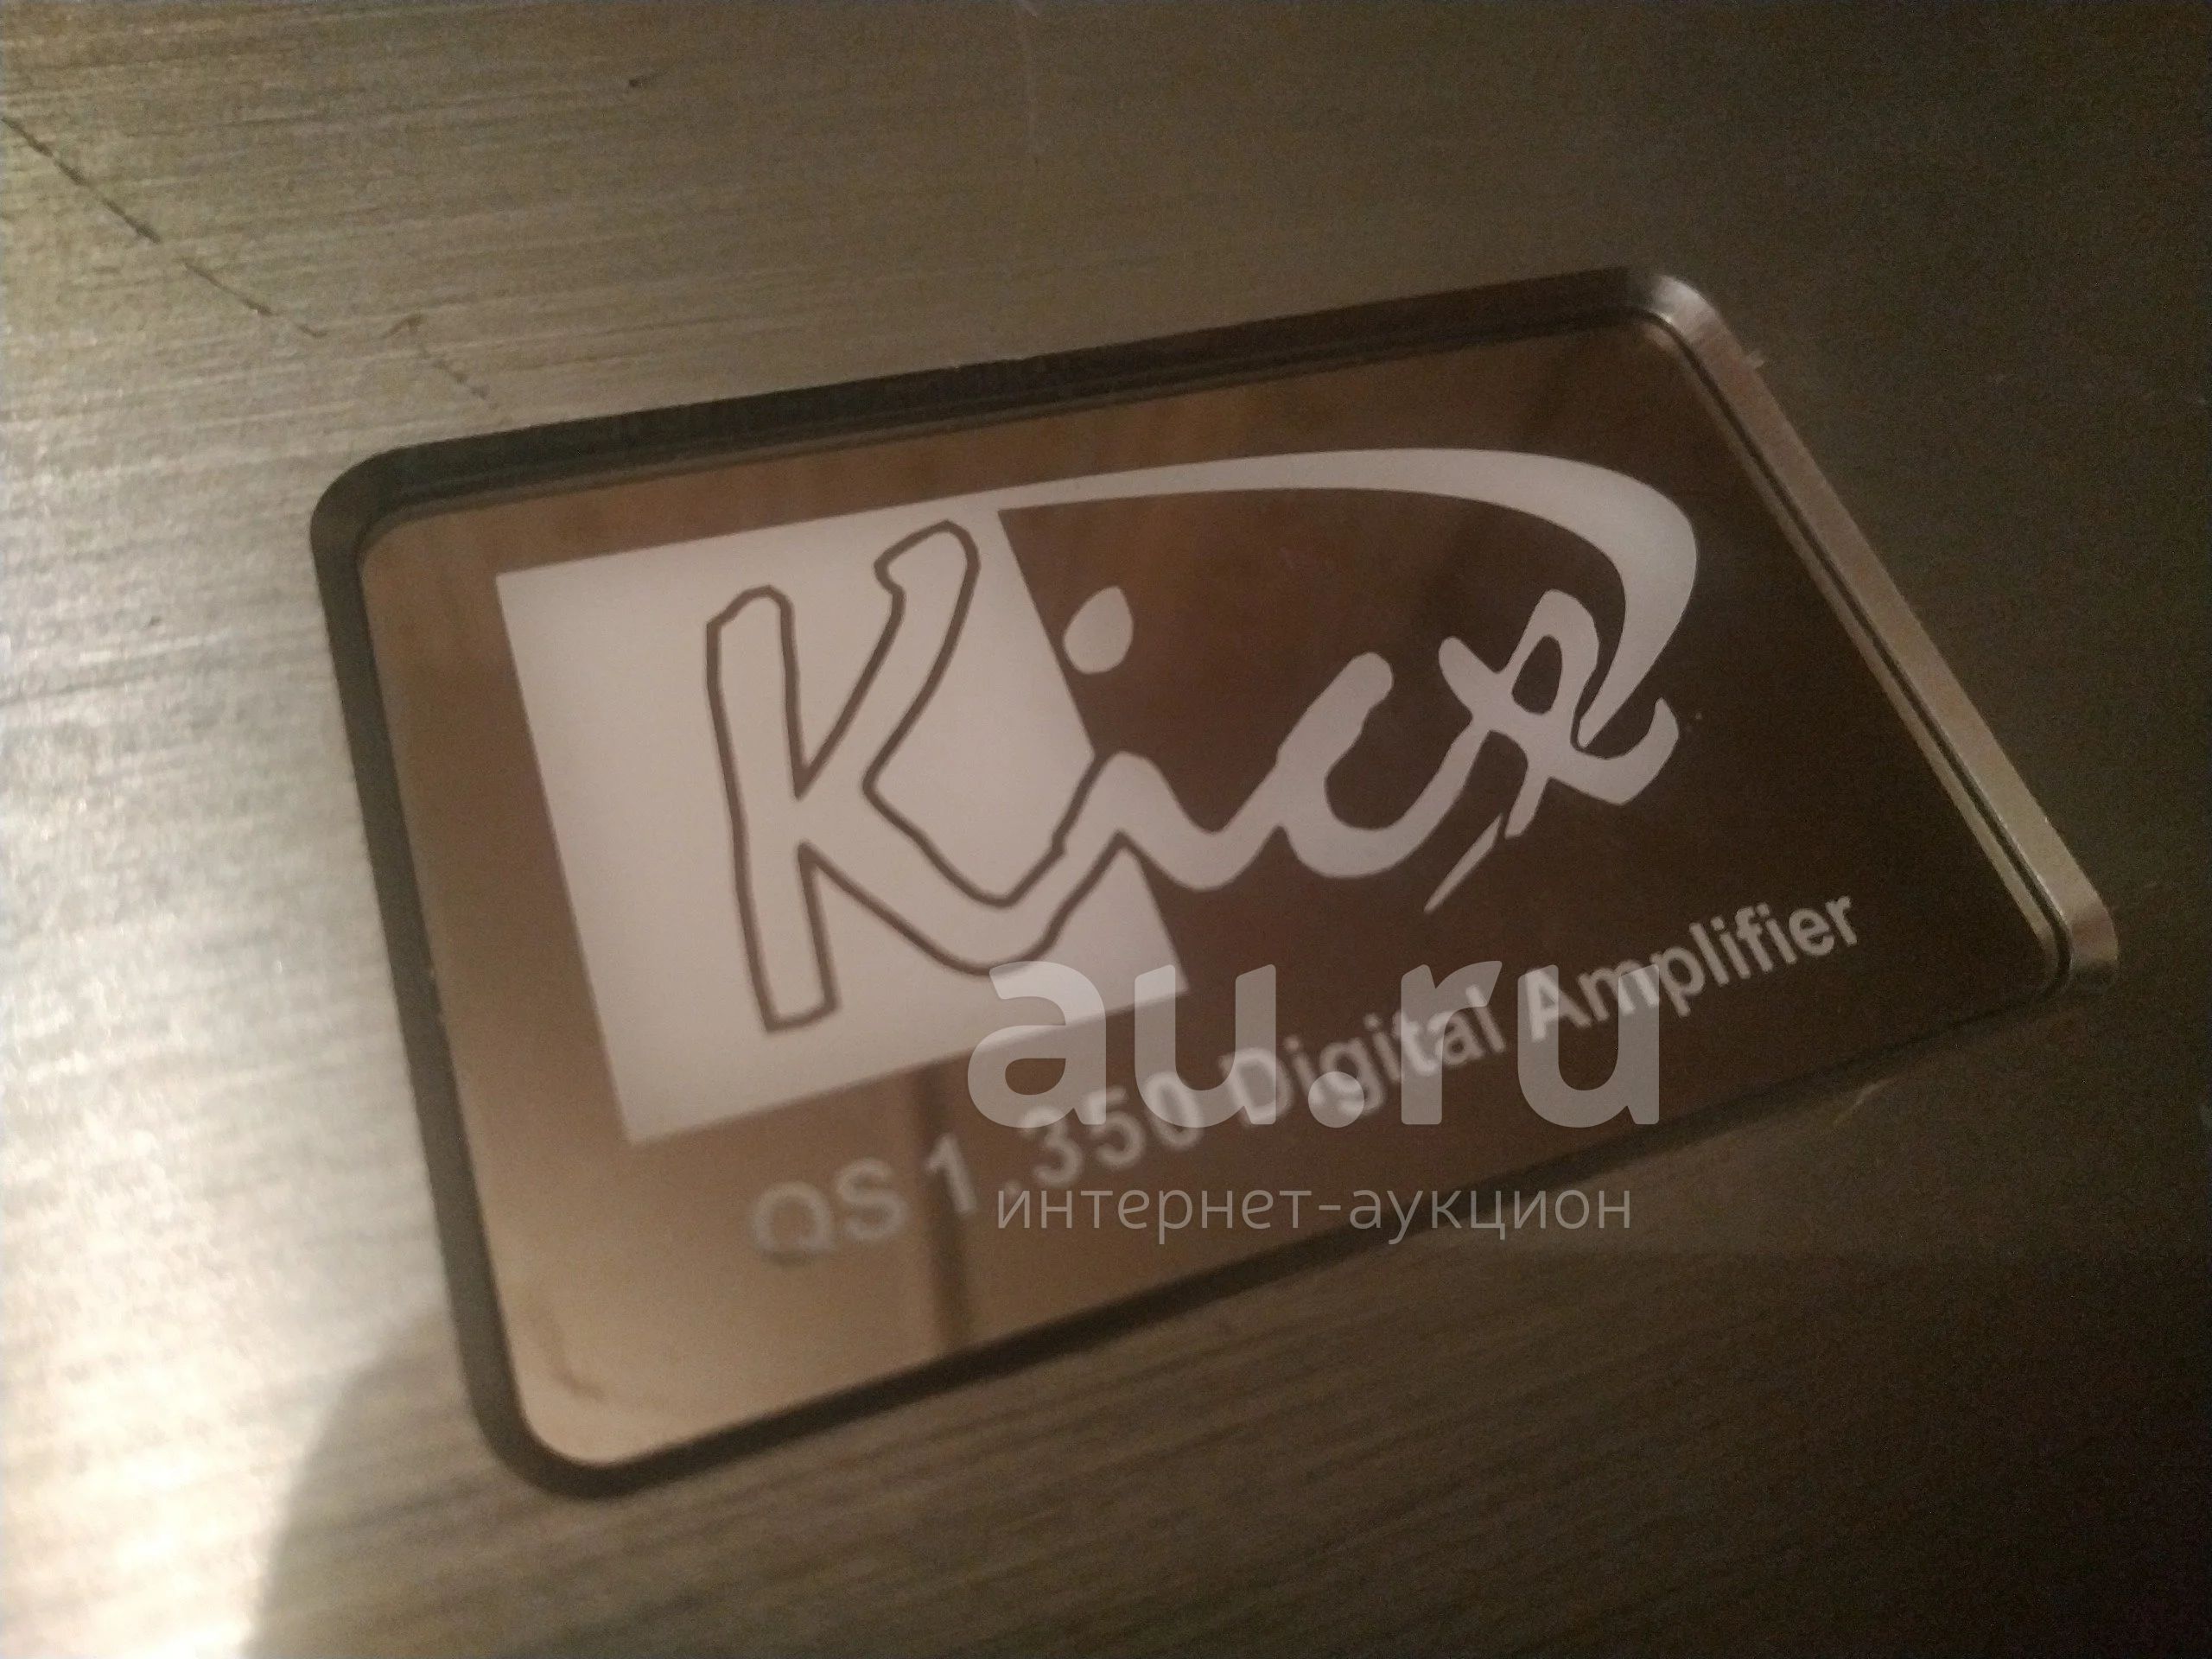 Kicx
QS 1.350 Digital Amplifier
au.ru
интернет-аукцион